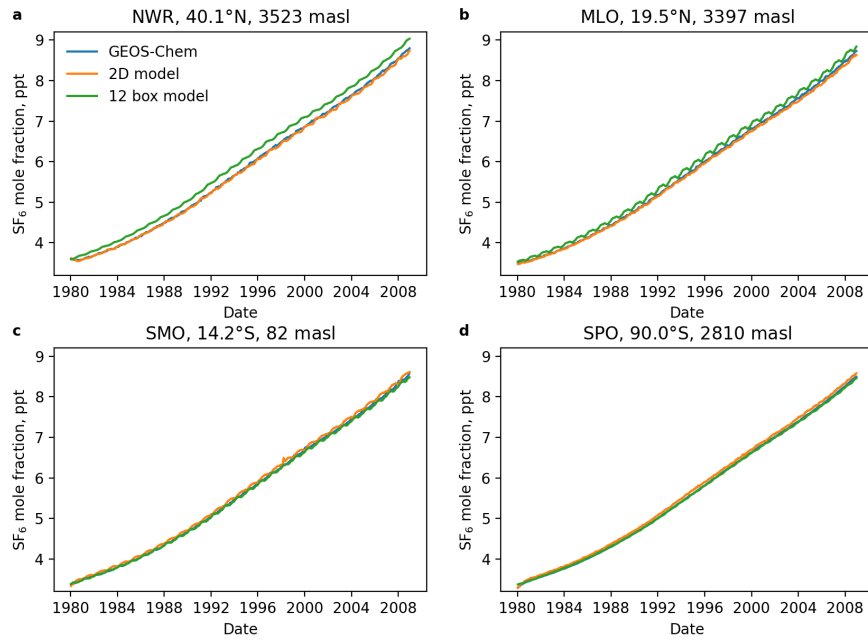 a
NWR, 40.1°N, 3523 masl
9
8
7
6
5
4
SF6 mole fraction, ppt
GEOS-Chem
2D model
12 box model
1980 1984 1988 1992 1996 2000 2004 2008
Date
b
MLO, 19.5°N, 3397 masl
9
8
7
6
5
4
SF6 mole fraction, ppt
1980 1984 1988 1992 1996 2000 2004 2008
Date
c
SMO, 14.2°S, 82 masl
9
8
7
6
5
4
SF6 mole fraction, ppt
1980 1984 1988 1992 1996 2000 2004 2008
Date
d
SPO, 90.0°S, 2810 masl
9
8
7
6
5
4
SF6 mole fraction, ppt
1980 1984 1988 1992 1996 2000 2004 2008
Date